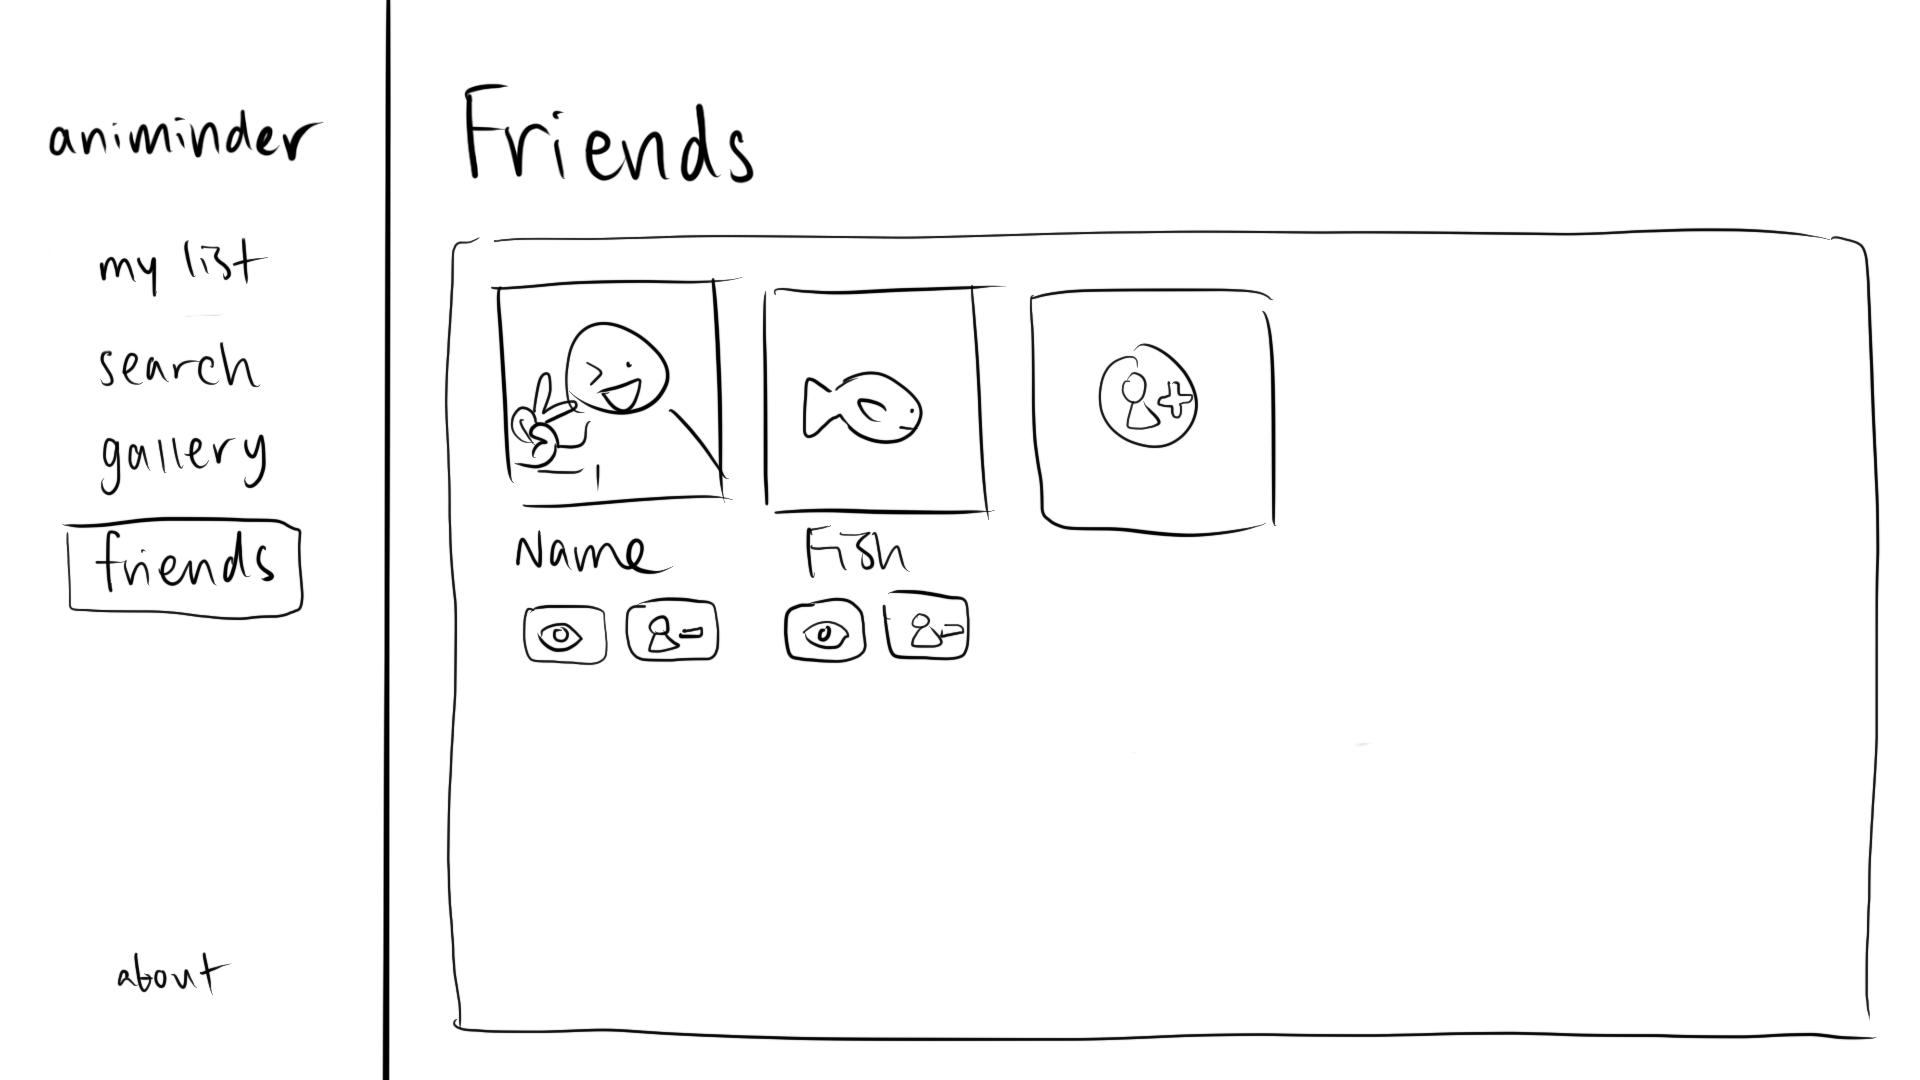 animinder
my list
search
gallery
friends
about
Friends
Name
Fish